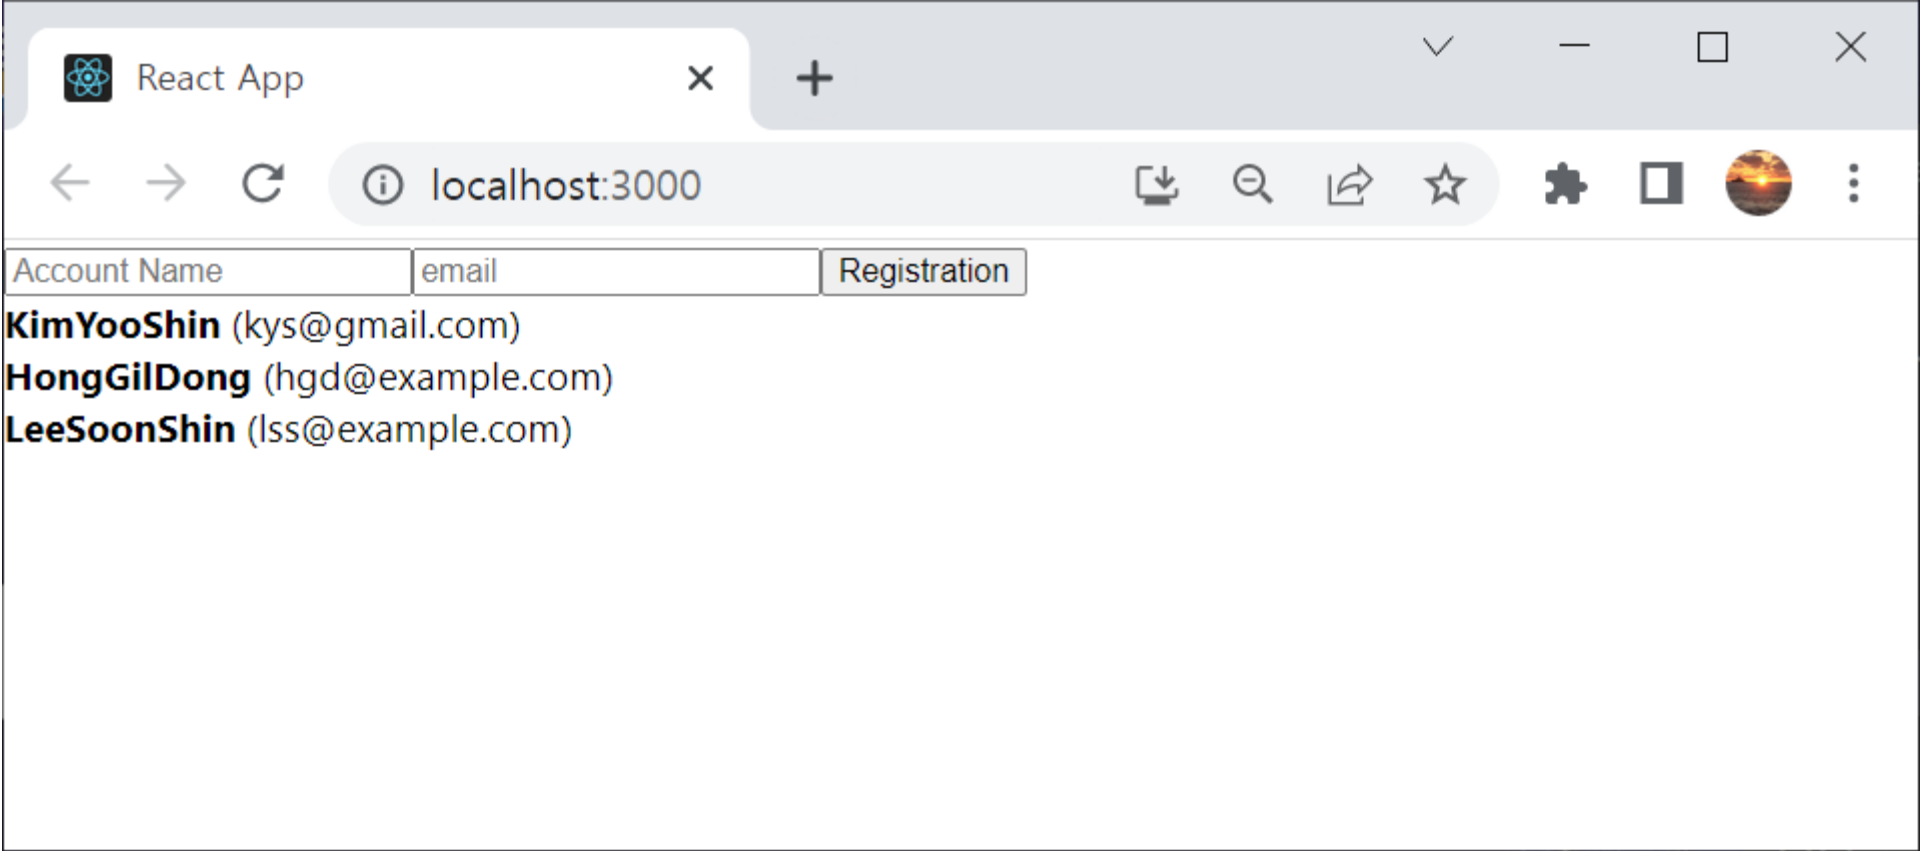 React App
localhost:3000
Account Name email Registration
KimYooShin (kys@gmail.com)
HongGilDong (hgd@example.com)
LeeSoonShin (lss@example.com)